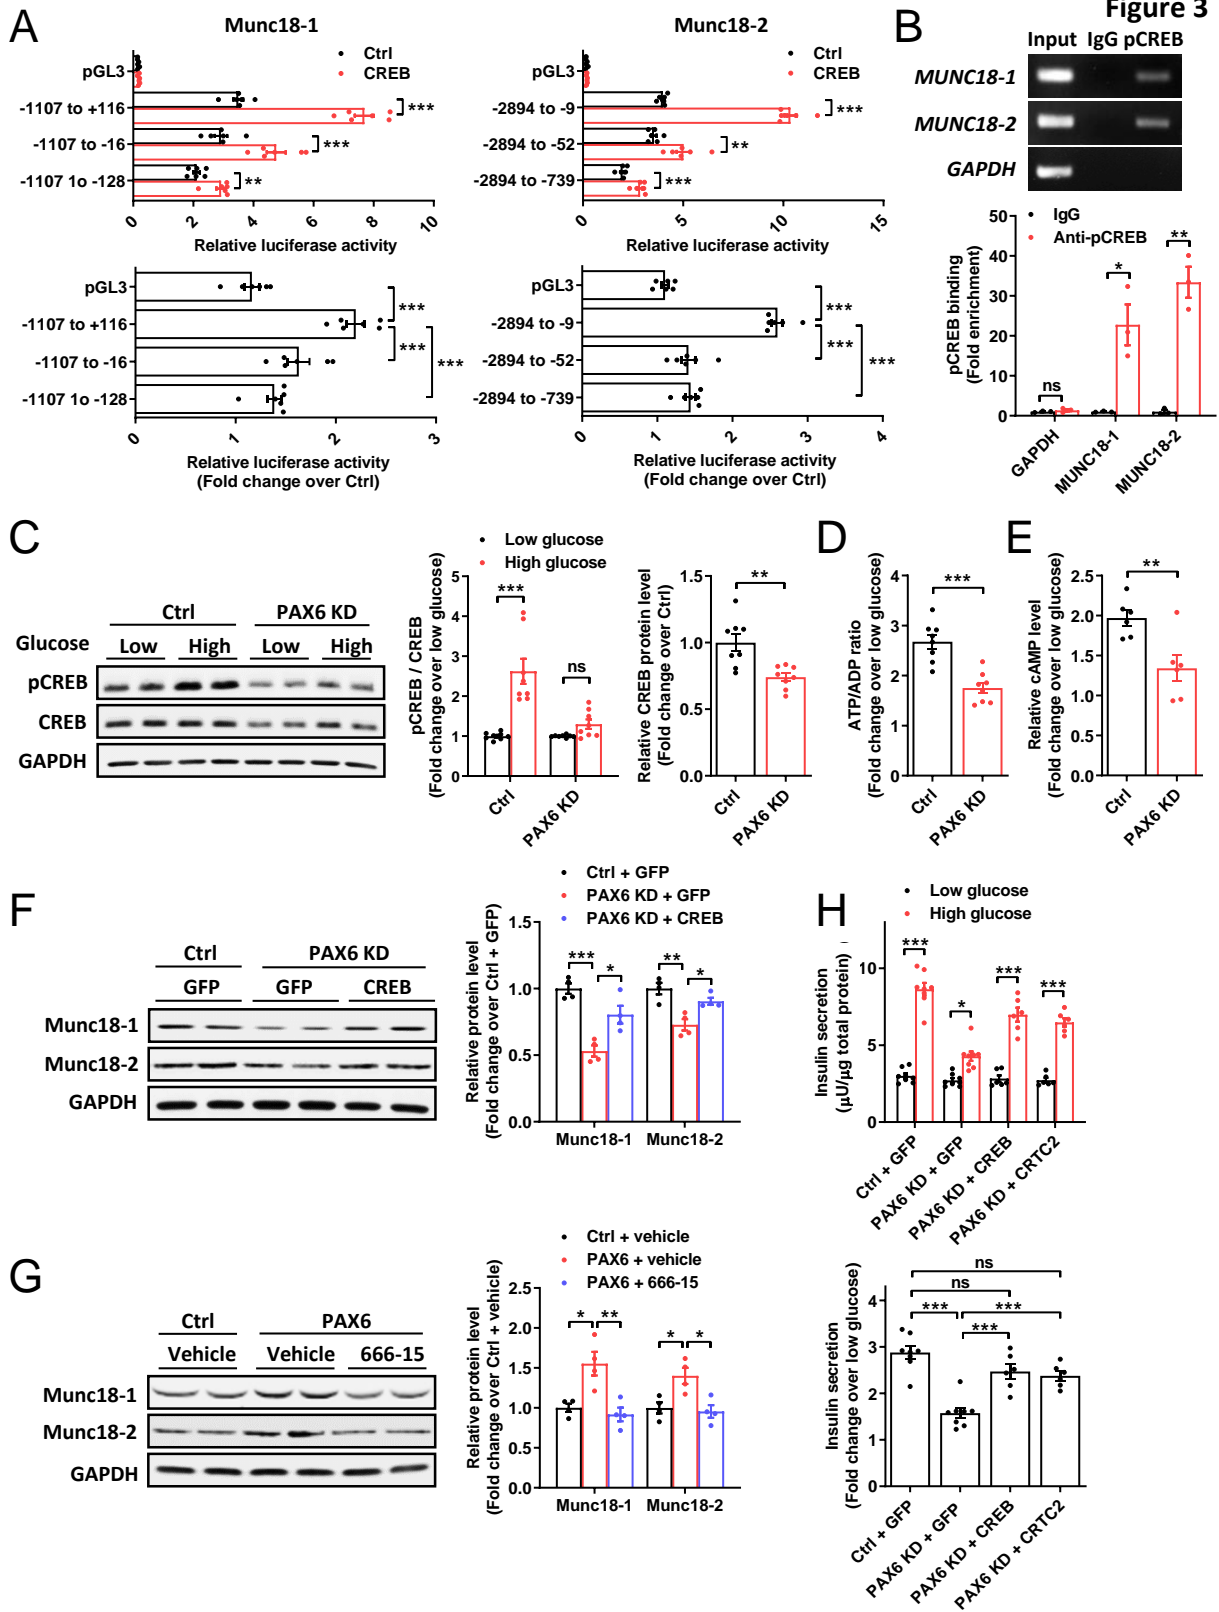 Figure 3
A
Munc18-1
Ctrl
CREB
pGL3
-1107 to +116
-1107 to -16
-1107 1o -128
***
***
**
0
2
4
6
8
10
Relative luciferase activity
Munc18-2
Ctrl
CREB
pGL3
-2894 to -9
-2894 to -52
-2894 to -739
***
**
***
0
5
10
15
Relative luciferase activity
pGL3
-1107 to +116
-1107 to -16
-1107 1o -128
***
***
***
0
1
2
3
Relative luciferase activity
(Fold change over Ctrl)
pGL3
-2894 to -9
-2894 to -52
-2894 to -739
***
***
***
0
1
2
3
4
Relative luciferase activity
(Fold change over Ctrl)
B
Input IgG pCREB
MUNC18-1
MUNC18-2
GAPDH
IgG
Anti-pCREB
pCREB binding
(Fold enrichment)
50
40
30
20
10
0
ns
*
**
GAPDH
MUNC18-1
MUNC18-2
C
Ctrl
PAX6 KD
Glucose
Low
High
Low
High
pCREB
CREB
GAPDH
Low glucose
High glucose
pCREB / CREB
(Fold change over low glucose)
5
4
3
2
1
0
***
ns
Ctrl
PAX6 KD
Relative CREB protein level
(Fold change over Ctrl)
1.5
1.0
0.5
0.0
**
Ctrl
PAX6 KD
D
ATP/ADP ratio
(Fold change over low glucose)
4
3
2
1
0
***
Ctrl
PAX6 KD
E
Relative cAMP level
(Fold change over low glucose)
2.5
2.0
1.5
1.0
0.5
0.0
**
Ctrl
PAX6 KD
F
Ctrl
PAX6 KD
GFP
GFP
CREB
Munc18-1
Munc18-2
GAPDH
Ctrl + GFP
PAX6 KD + GFP
PAX6 KD + CREB
Relative protein level
(Fold change over Ctrl + GFP)
1.5
1.0
0.5
0.0
***
*
**
*
Munc18-1
Munc18-2
G
Ctrl
PAX6
Vehicle
Vehicle
666-15
Munc18-1
Munc18-2
GAPDH
Ctrl + vehicle
PAX6 + vehicle
PAX6 + 666-15
Relative protein level
(Fold change over Ctrl + vehicle)
2.5
2.0
1.5
1.0
0.5
0.0
*
**
*
*
Munc18-1
Munc18-2
H
Low glucose
High glucose
Insulin secretion
(μU/μg total protein)
10
5
0
***
*
***
***
Ctrl + GFP
PAX6 KD + GFP
PAX6 KD + CREB
PAX6 KD + CRTC2
Insulin secretion
(Fold change over low glucose)
4
3
2
1
0
ns
ns
***
***
***
Ctrl + GFP
PAX6 KD + GFP
PAX6 KD + CREB
PAX6 KD + CRTC2